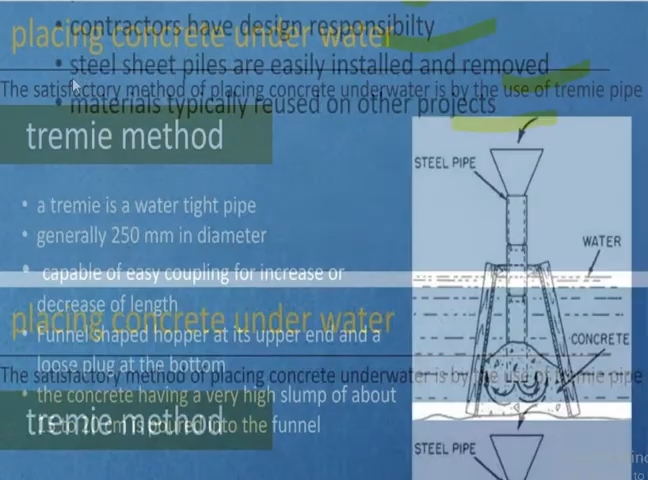 • contractors have design responsibilty
placing concrete under water
• steel sheet piles are easily installed and removed
The satisfactory method of placing concrete underwater is by the use of tremie pipe
• materials typically reused on other projects
tremie method
STEEL PIPE
• a tremie is a water tight pipe
• generally 250 mm in diameter
WATER
• capable of easy coupling for increase or
decrease of length
placing concrete under water
• Funnel shaped hopper at its upper end and a
loose plug at the bottom
CONCRETE
The satisfactory method of placing concrete underwater is by the use of tremie pipe
• the concrete having a very high slump of about
tremie method
is poured into the funnel
STEEL PIPE